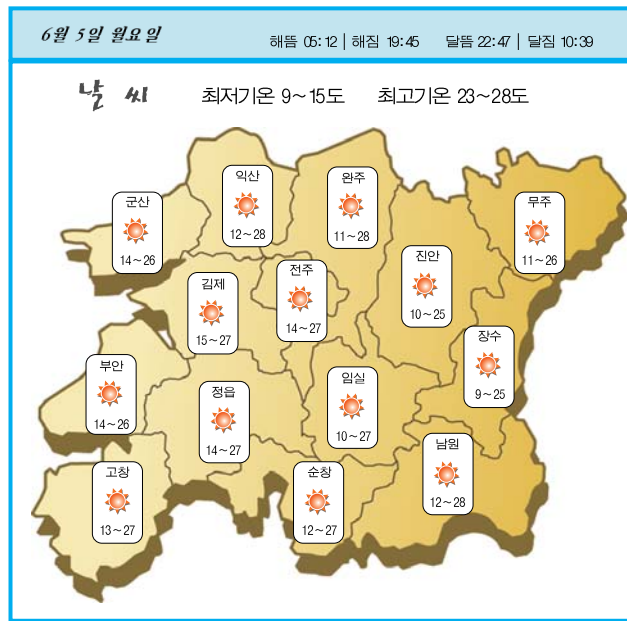 6월 5일 월요일
해뜸 05:12 | 해짐 19:45 달뜸 22:47 | 달짐 10:39
날 씨 최저기온 9~15도 최고기온 23~28도
익산
12~28
완주
11~28
군산
14~26
무주
11~26
진안
10~25
전주
14~27
김제
15~27
장수
9~25
부안
14~26
임실
10~27
정읍
14~27
남원
12~28
고창
13~27
순창
12~27